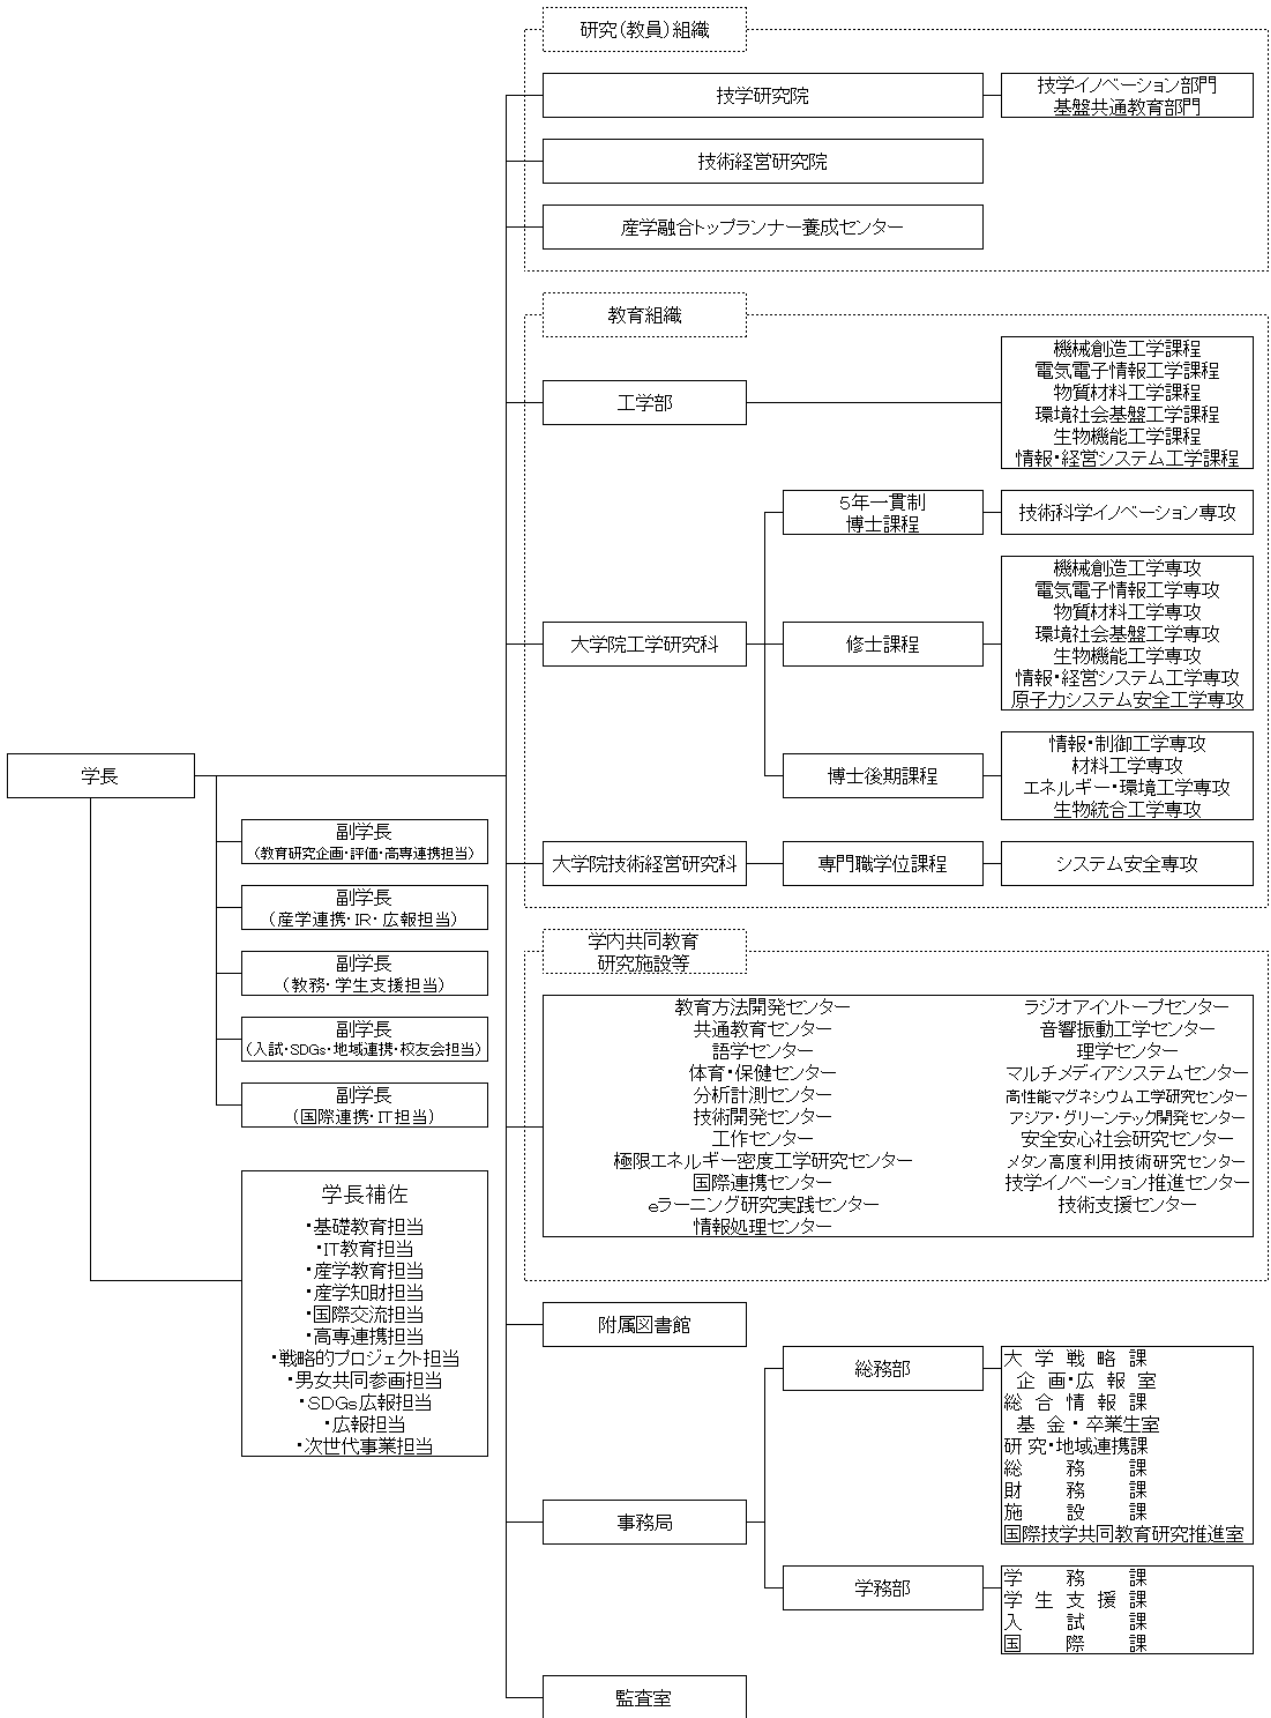 研究(教員)組織
技学研究院
技学イノベーション部門
基盤共通教育部門
技術経営研究院
産学融合トップランナー養成センター
教育組織
工学部
機械創造工学課程
電気電子情報工学課程
物質材料工学課程
環境社会基盤工学課程
生物機能工学課程
情報・経営システム工学課程
大学院工学研究科
5年一貫制
博士課程
技術科学イノベーション専攻
修士課程
機械創造工学専攻
電気電子情報工学専攻
物質材料工学専攻
環境社会基盤工学専攻
生物機能工学専攻
情報・経営システム工学専攻
原子力システム安全工学専攻
博士後期課程
情報・制御工学専攻
材料工学専攻
エネルギー・環境工学専攻
生物統合工学専攻
大学院技術経営研究科
専門職学位課程
システム安全専攻
学長
副学長
(教育研究企画・評価・高専連携担当)
副学長
(産学連携・IR・広報担当)
副学長
(教務・学生支援担当)
副学長
(入試・SDGs・地域連携・校友会担当)
副学長
(国際連携・IT担当)
学長補佐
・基礎教育担当
・IT教育担当
・産学教育担当
・産学知財担当
・国際交流担当
・高専連携担当
・戦略的プロジェクト担当
・男女共同参画担当
・SDGs広報担当
・広報担当
・次世代事業担当
学内共同教育
研究施設等
教育方法開発センター
共通教育センター
語学センター
体育・保健センター
分析計測センター
技術開発センター
工作センター
極限エネルギー密度工学研究センター
国際連携センター
eラーニング研究実践センター
情報処理センター
ラジオアイソトープセンター
音響振動工学センター
理学センター
マルチメディアシステムセンター
高性能マグネシウム工学研究センター
アジア・グリーンテック開発センター
安全安心社会研究センター
メタン高度利用技術研究センター
技学イノベーション推進センター
技術支援センター
附属図書館
事務局
総務部
大学戦略課
企画・広報室
総合情報課
基金・卒業生室
研究・地域連携課
総務課
財務課
施設課
国際技学共同教育研究推進室
学務部
学務課
学生支援課
入試課
国際課
監査室